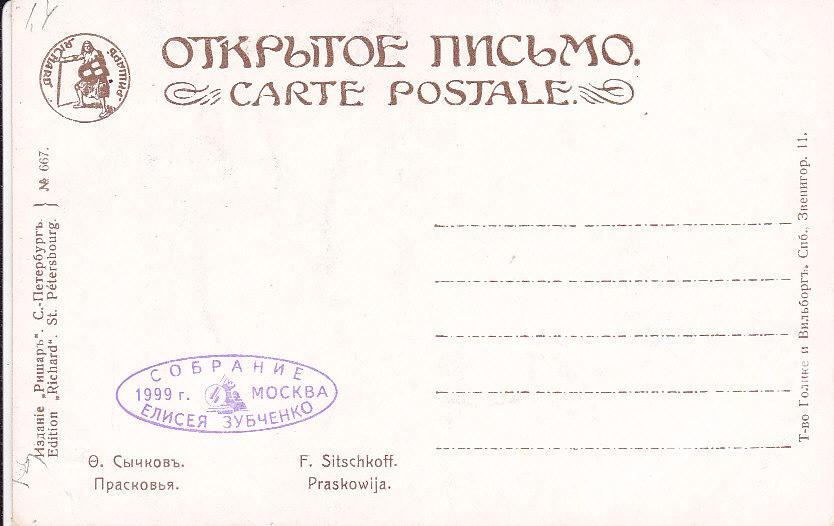 RICHARD РИШАРЪ
ОТКРЫТОЕ ПИСЬМО.
CARTE POSTALE.
Изданіе „Ришаръ". С.-Петербургъ.
Edition „Richard". St. Pétersbourg.
№ 667.
СОБРАНИЕ
1999 г. МОСКВА
ЕЛИСЕЯ ЗУБЧЕНКО
Ѳ. Сычковъ.
Прасковья.
F. Sitschkoff.
Praskowija.
Т-во Голике и Вильборгъ. Спб., Звенигор. 11.